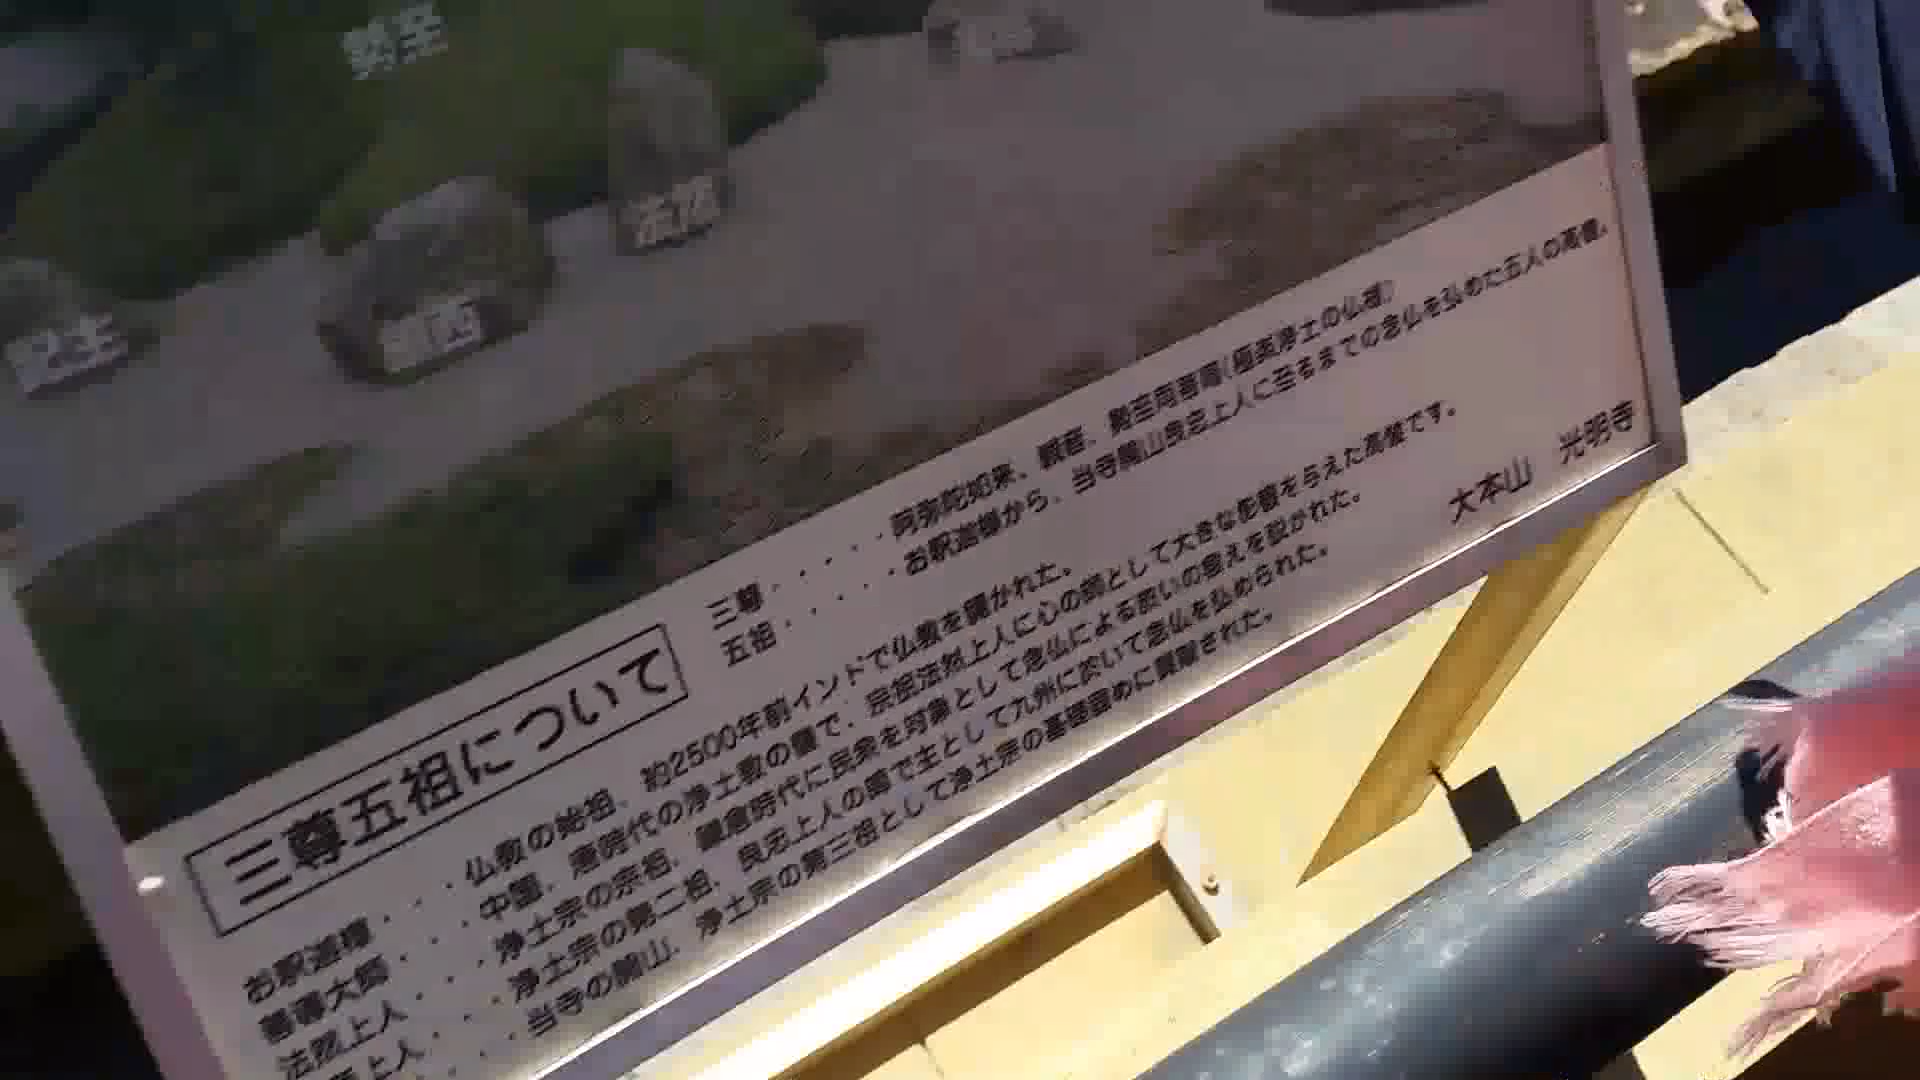 勢至
法然
鎮西
記主
三尊五祖について
三尊・・・・・阿弥陀如来、観音、勢至両菩薩(極楽浄土の仏様)
五祖・・・・・お釈迦様から、当寺開山良忠上人に至るまでの念仏を弘めた五人の高僧。
お釈迦様・・・仏教の始祖、約2500年前インドで仏教を開かれた。
善導大師・・・中国、唐時代の浄土教の僧で、宗祖法然上人に心の師として大きな影響を与えた高僧です。
法然上人・・・浄土宗の宗祖、鎌倉時代に民衆を対象として念仏による救いの教えを説かれた。
上人・・・浄土宗の第二祖、良忠上人の師で主として九州に於いて念仏を弘められた。
・・・当寺の開山、浄土宗の第三祖として浄土宗の基礎固めに貢献された。
大本山 光明寺